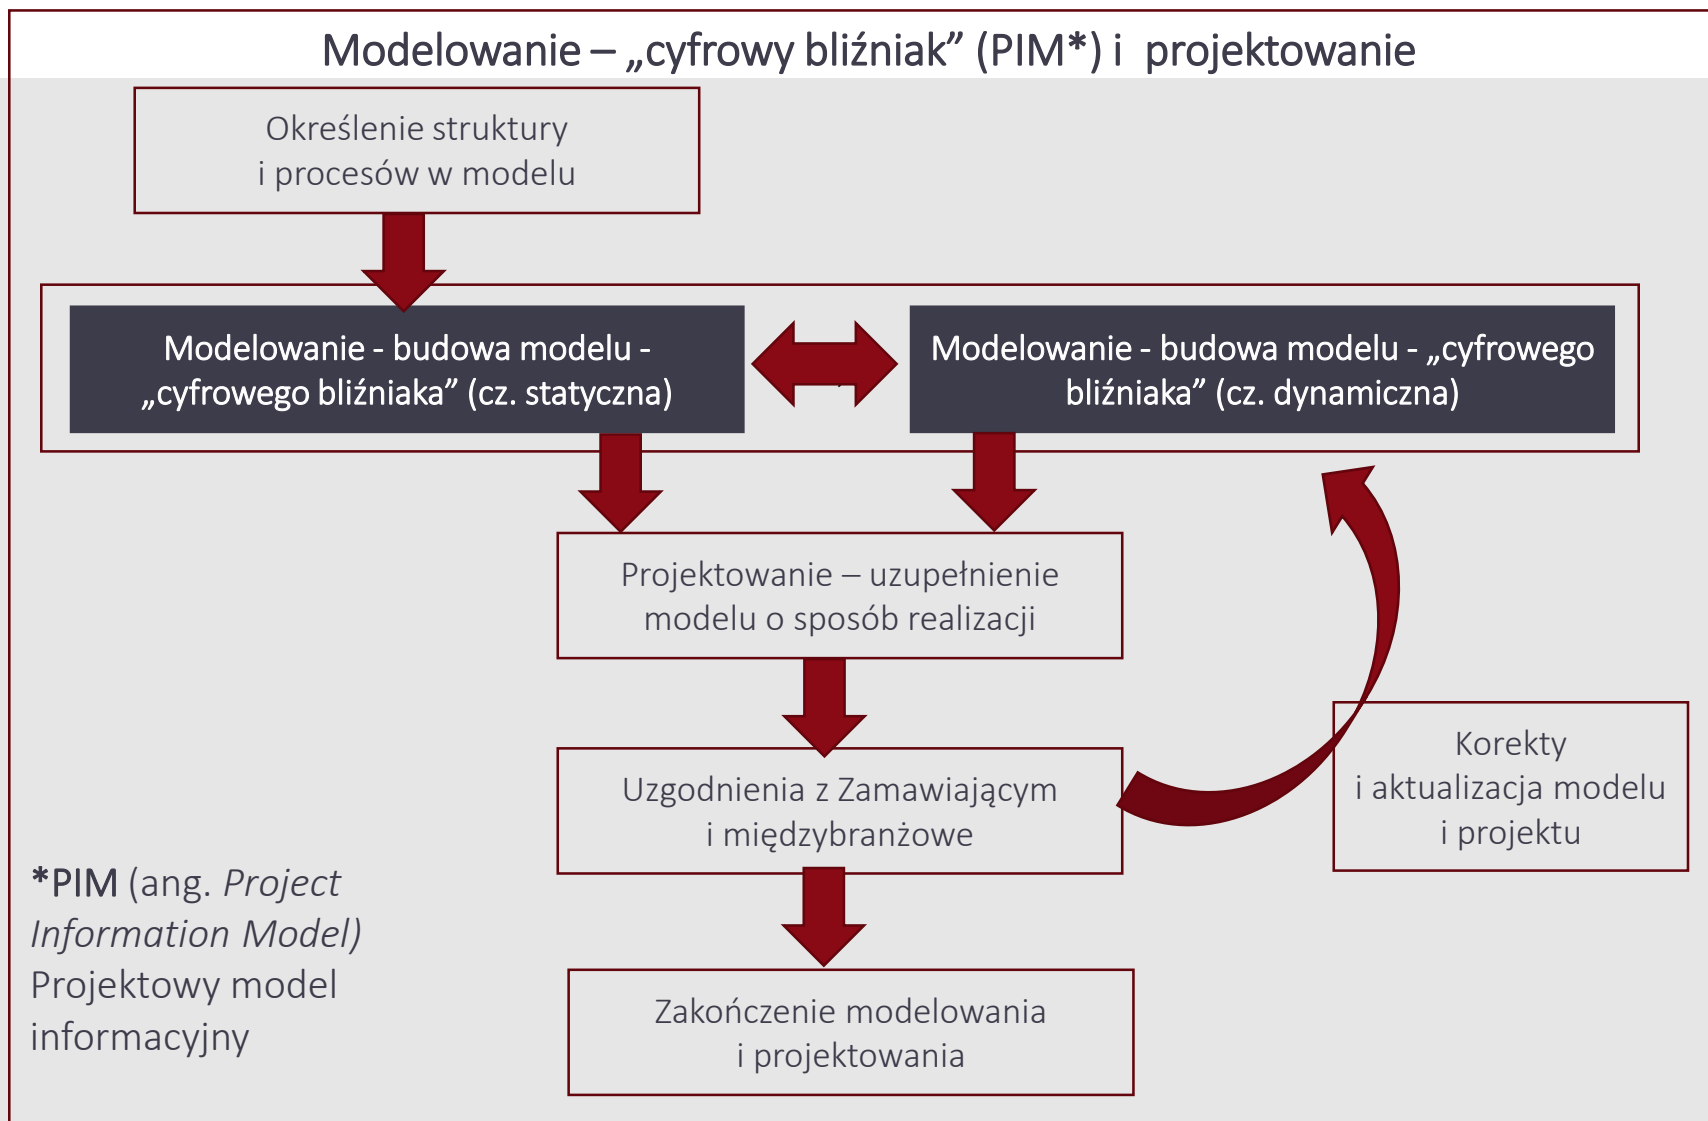 Modelowanie – „cyfrowy bliźniak” (PIM*) i  projektowanie
Określenie struktury
i procesów w modelu
Modelowanie - budowa modelu -
„cyfrowego bliźniaka” (cz. statyczna)
Modelowanie - budowa modelu - „cyfrowego
bliźniaka” (cz. dynamiczna)
Projektowanie – uzupełnienie
modelu o sposób realizacji
Uzgodnienia z Zamawiającym
i międzybranżowe
Korekty
i aktualizacja modelu
i projektu
*PIM (ang. Project
Information Model)
Projektowy model
informacyjny
Zakończenie modelowania
i projektowania